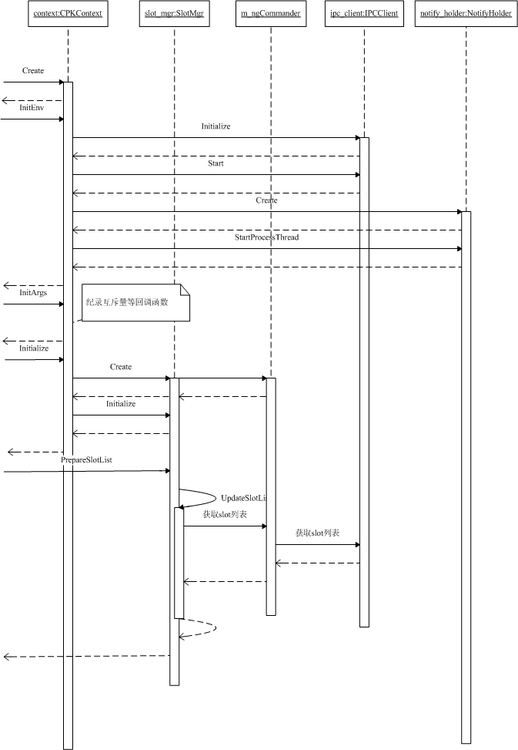 context:CPKContext
slot_mgr:SlotMgr
m_ngCommander
ipc_client:IPCClient
notify_holder:NotifyHolder
Create
InitEnv
Initialize
Start
Create
StartProcessThread
InitArgs
纪录互斥量等回调函数
Initialize
Create
Initialize
PrepareSlotList
UpdateSlotList
获取slot列表
获取slot列表